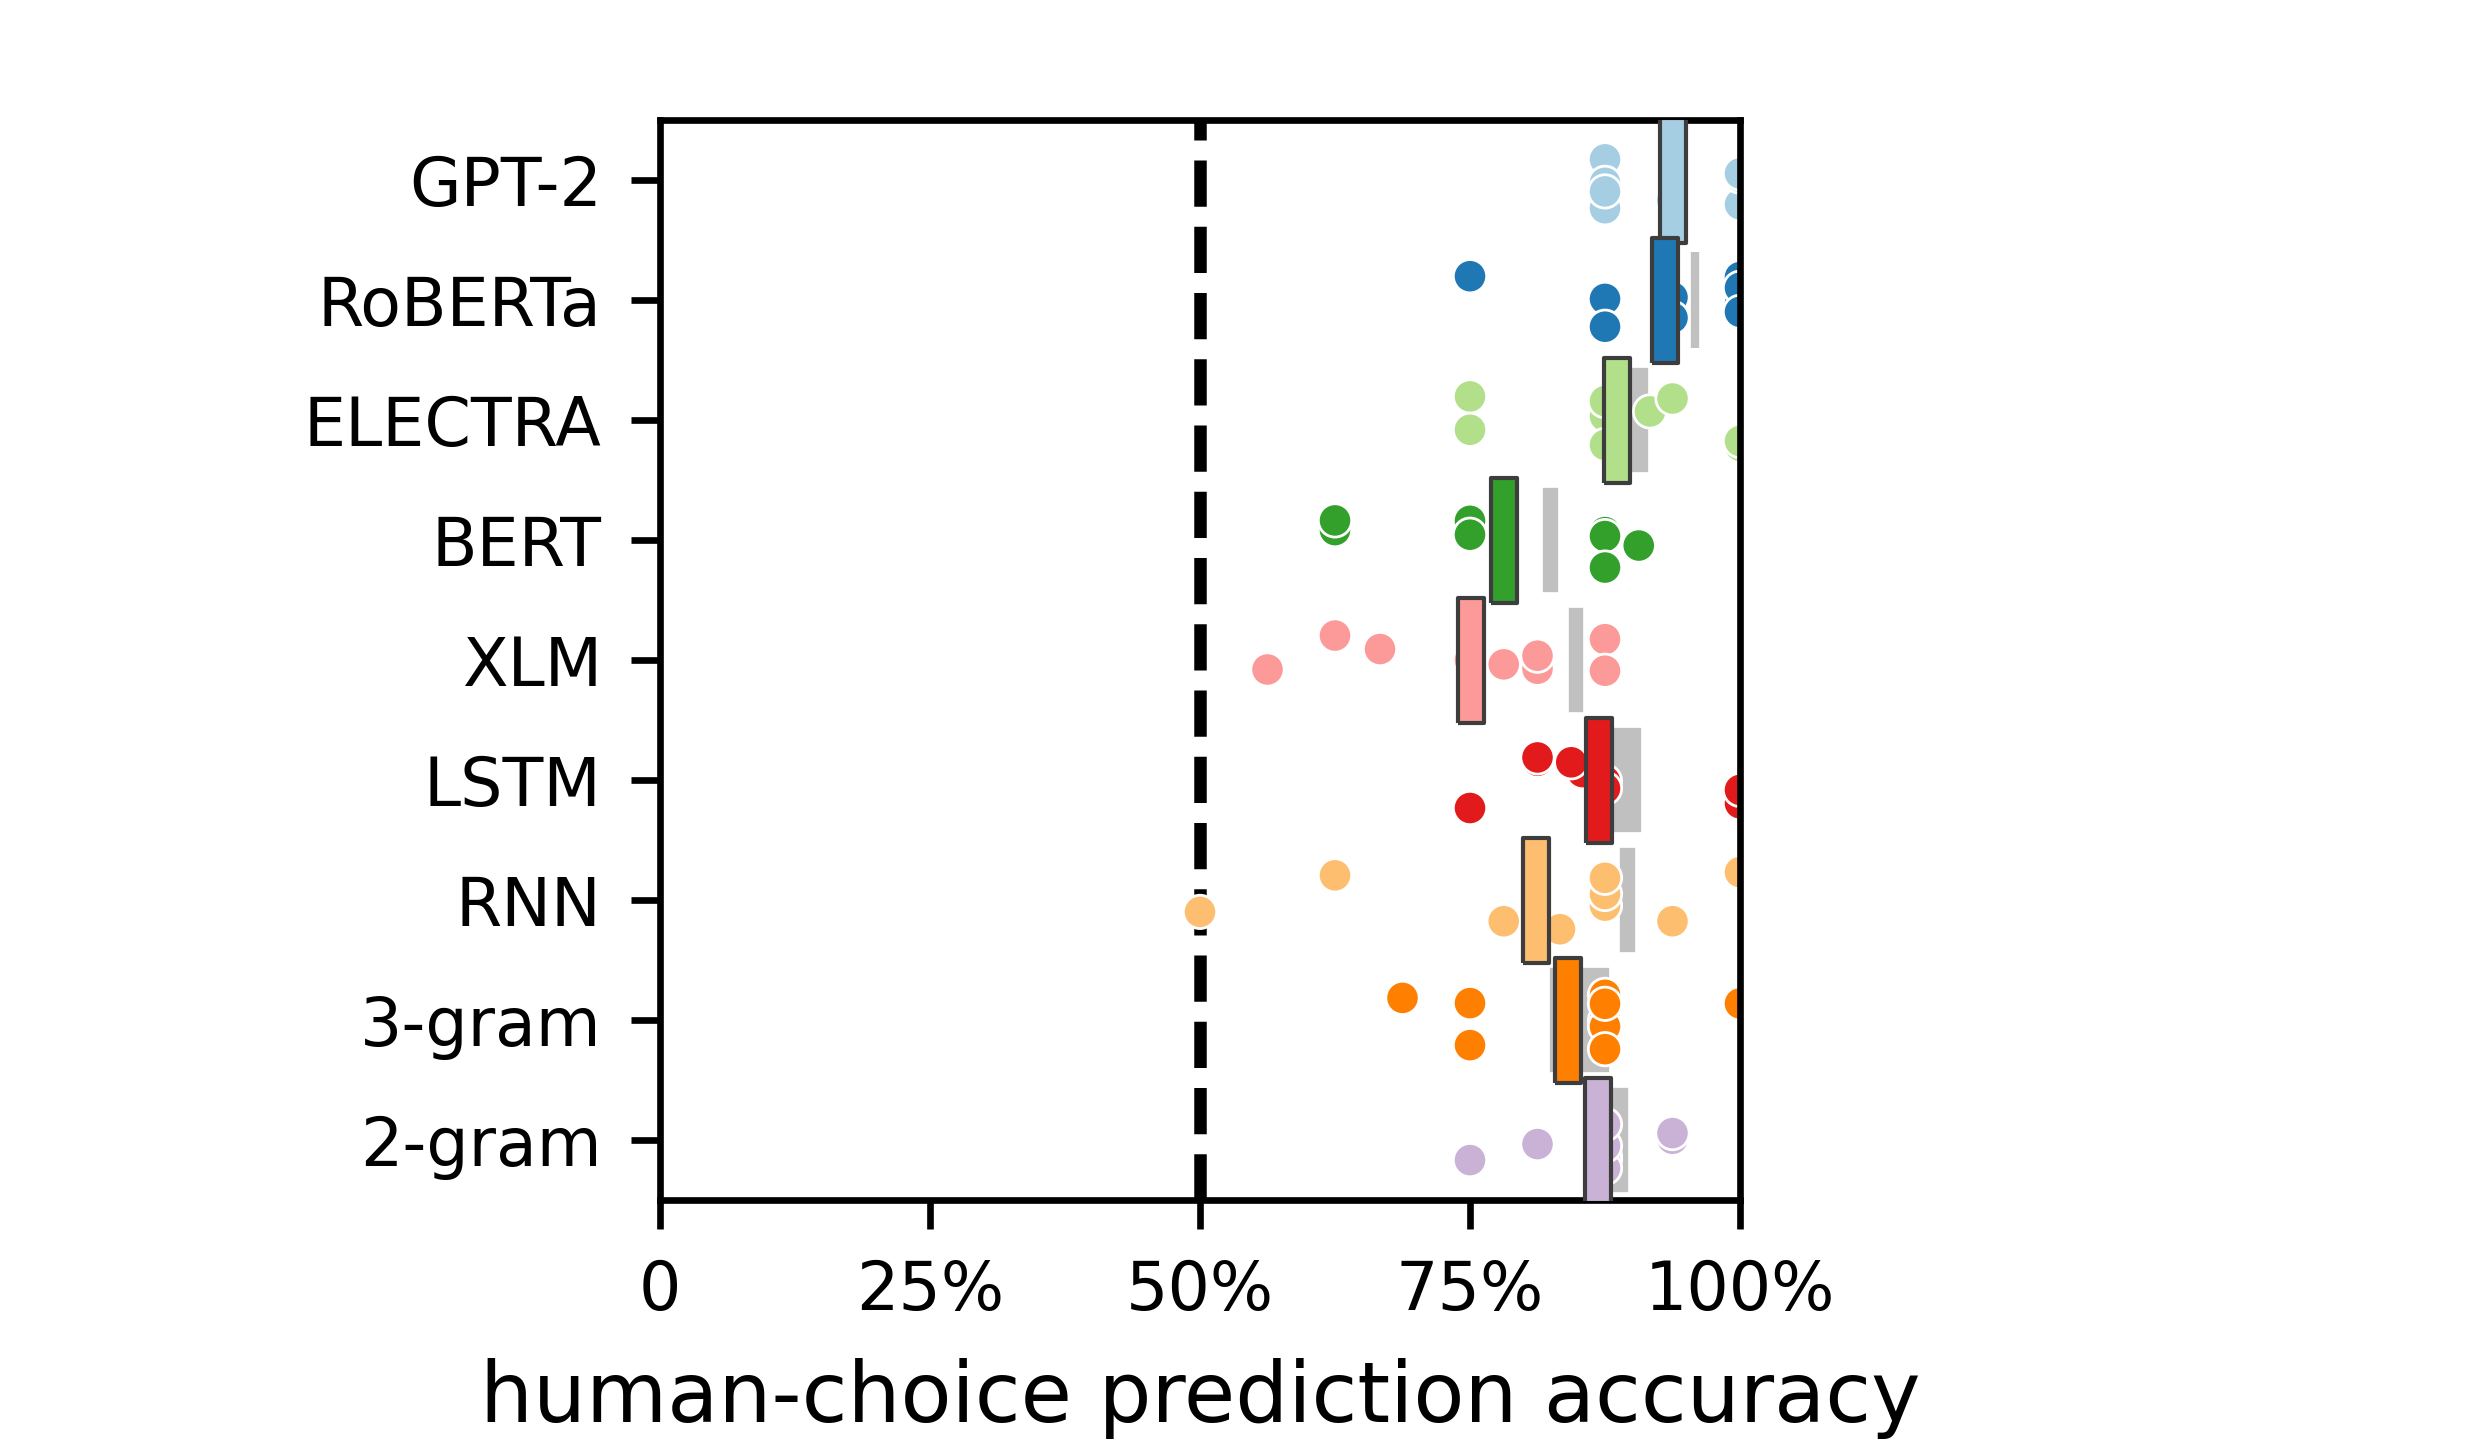 GPT-2
RoBERTa
ELECTRA
BERT
XLM
LSTM
RNN
3-gram
2-gram
0 25% 50% 75% 100%
human-choice prediction accuracy